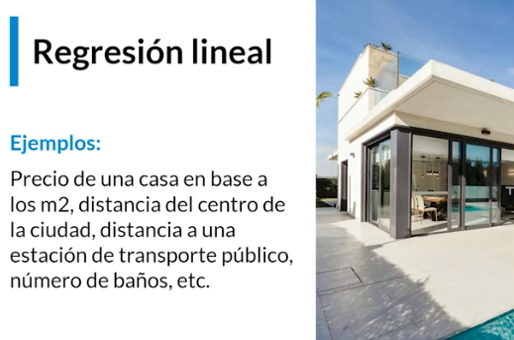 Regresión lineal
Ejemplos:
Precio de una casa en base a
los m2, distancia del centro de
la ciudad, distancia a una
estación de transporte público,
número de baños, etc.